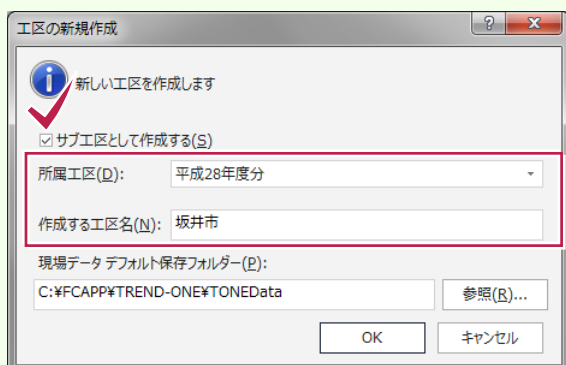 工区の新規作成
新しい工区を作成します
サブ工区として作成する(S)
所属工区(D): 平成28年度分
作成する工区名(N): 坂井市
現場データ デフォルト保存フォルダー(P):
C:¥FCAPP¥TREND-ONE¥TONEData 参照(R)...
OK キャンセル